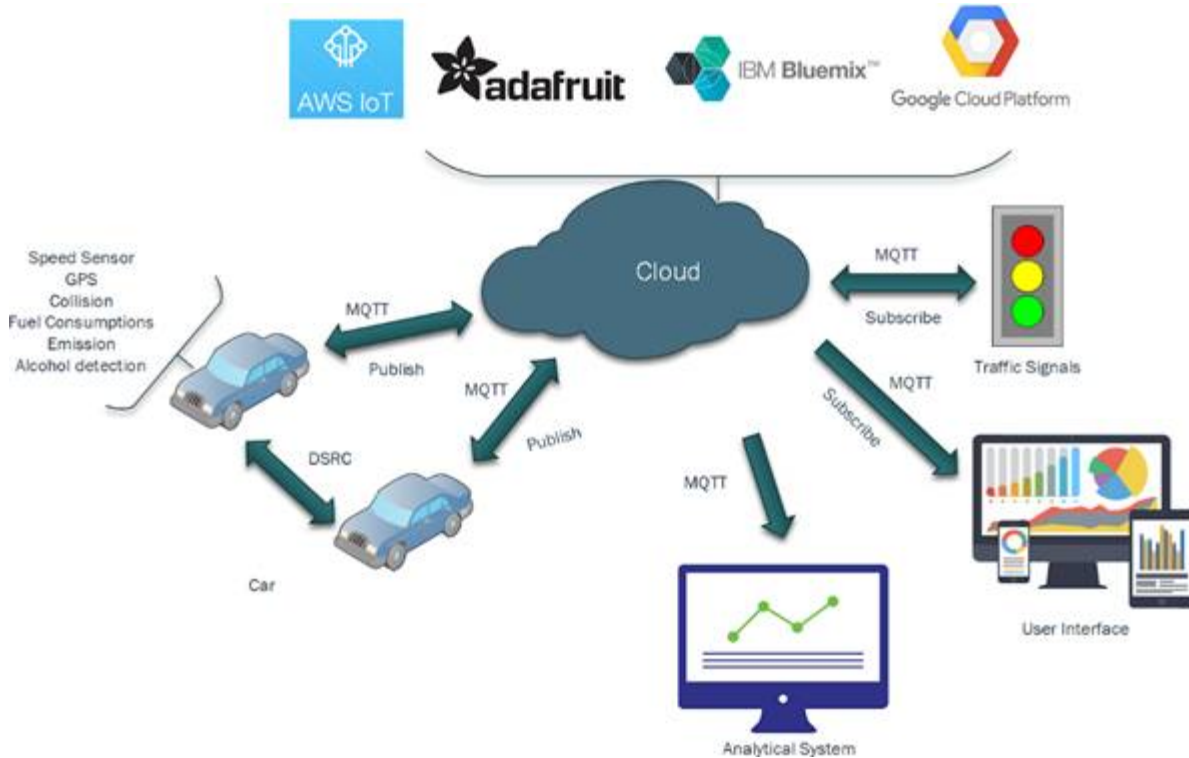 AWS IoT
adafruit
IBM Bluemix™
Google Cloud Platform
Cloud
Speed Sensor
GPS
Collision
Fuel Consumptions
Emission
Alcohol detection
MQTT
Publish
MQTT
Publish
DSRC
Car
MQTT
Subscribe
Traffic Signals
MQTT
Subscribe
User Interface
MQTT
Analytical System